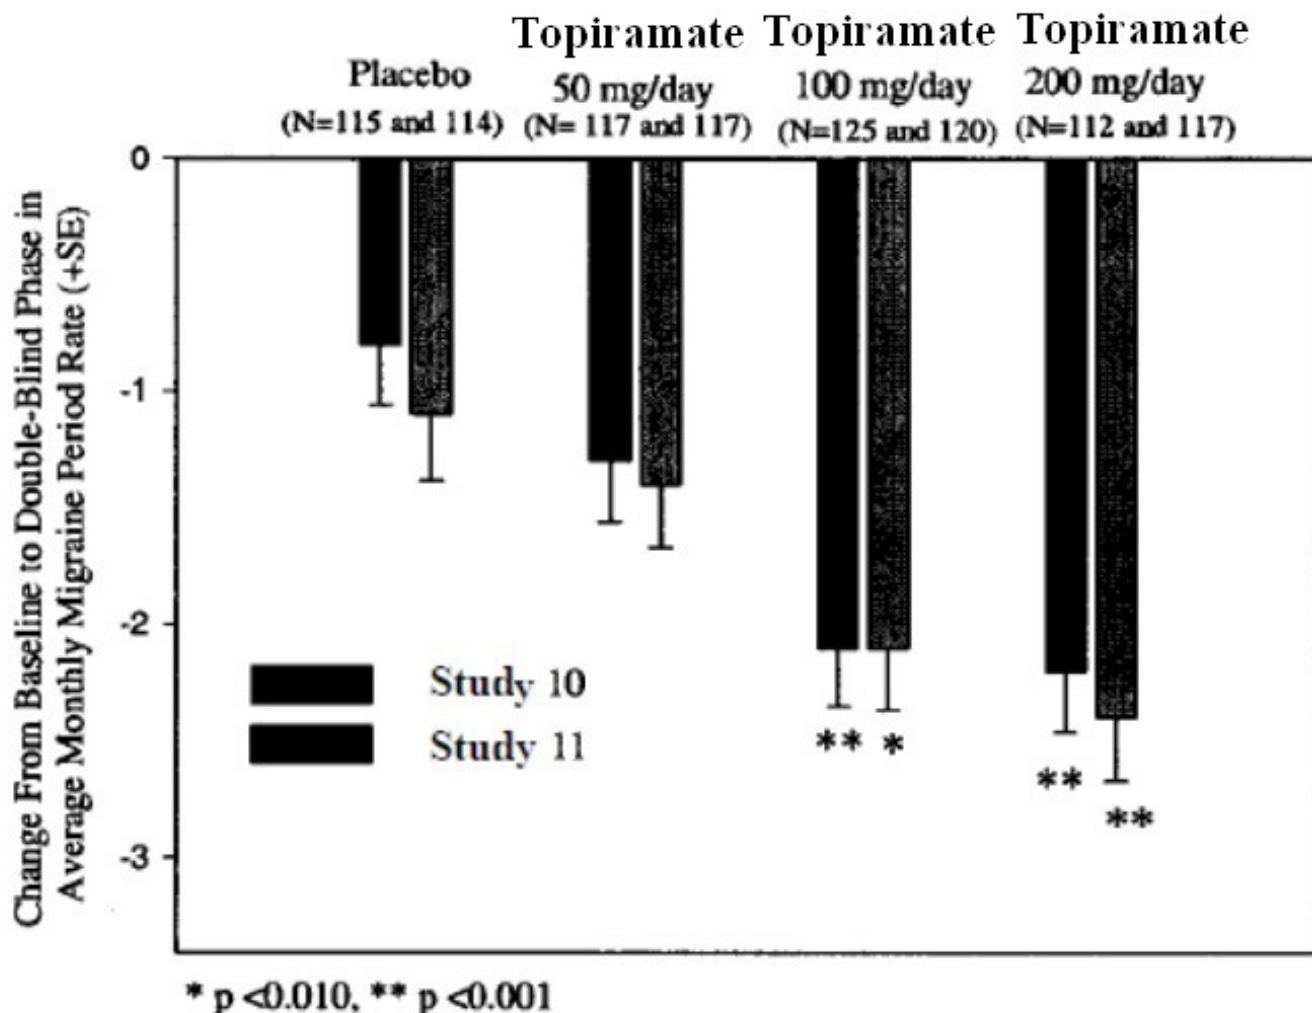 Topiramate Topiramate Topiramate
Placebo 50 mg/day 100 mg/day 200 mg/day
(N=115 and 114) (N= 117 and 117) (N=125 and 120) (N=112 and 117)
Change From Baseline to Double-Blind Phase in
Average Monthly Migraine Period Rate (+SE)
0
-1
-2
-3
Study 10
Study 11
** *
**
**
* p <0.010, ** p <0.001